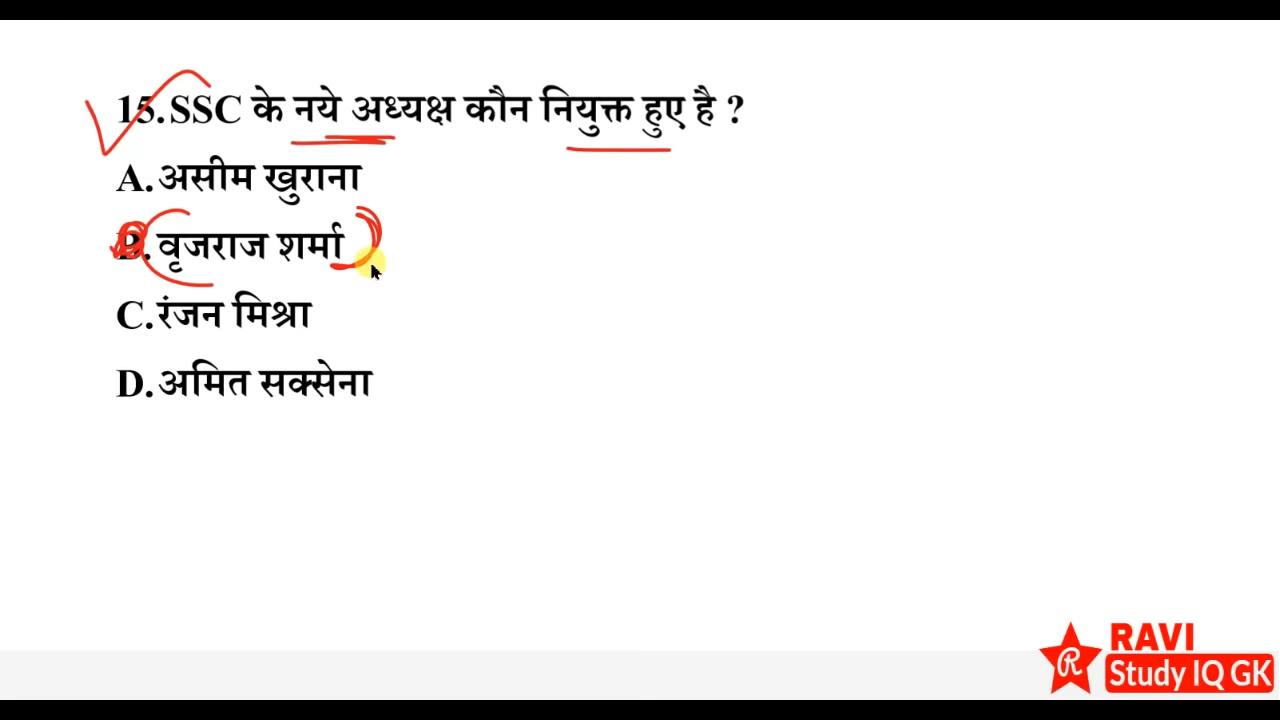 15. SSC के नये अध्यक्ष कौन नियुक्त हुए है ?
A. असीम खुराना
B. वृजराज शर्मा
C. रंजन मिश्रा
D. अमित सक्सेना
RAVI
R Study IQ GK